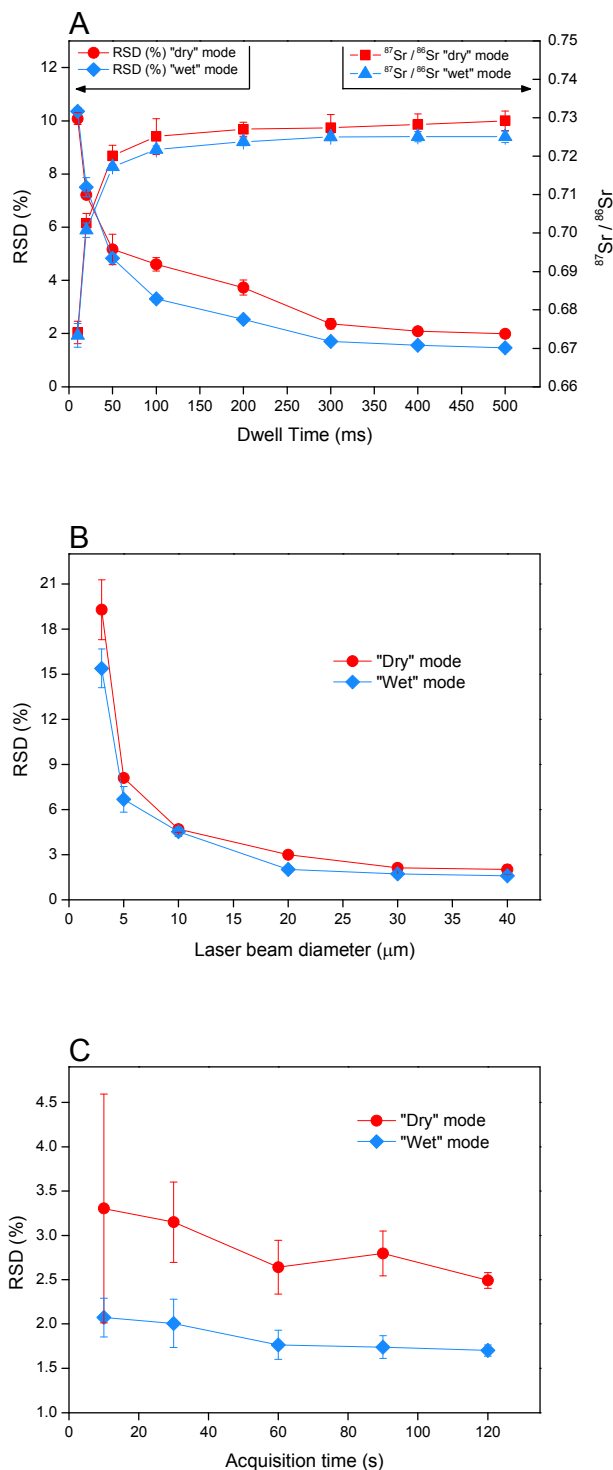 A
RSD (%) "dry" mode
RSD (%) "wet" mode
⁸⁷Sr / ⁸⁶Sr "dry" mode
⁸⁷Sr / ⁸⁶Sr "wet" mode
12
10
8
6
4
2
0
RSD (%)
0.75
0.74
0.73
0.72
0.71
0.70
0.69
0.68
0.67
0.66
⁸⁷Sr / ⁸⁶Sr
0 50 100 150 200 250 300 350 400 450 500
Dwell Time (ms)
B
"Dry" mode
"Wet" mode
21
18
15
12
9
6
3
0
RSD (%)
0 5 10 15 20 25 30 35 40
Laser beam diameter (μm)
C
"Dry" mode
"Wet" mode
4.5
4.0
3.5
3.0
2.5
2.0
1.5
1.0
RSD (%)
0 20 40 60 80 100 120
Acquisition time (s)